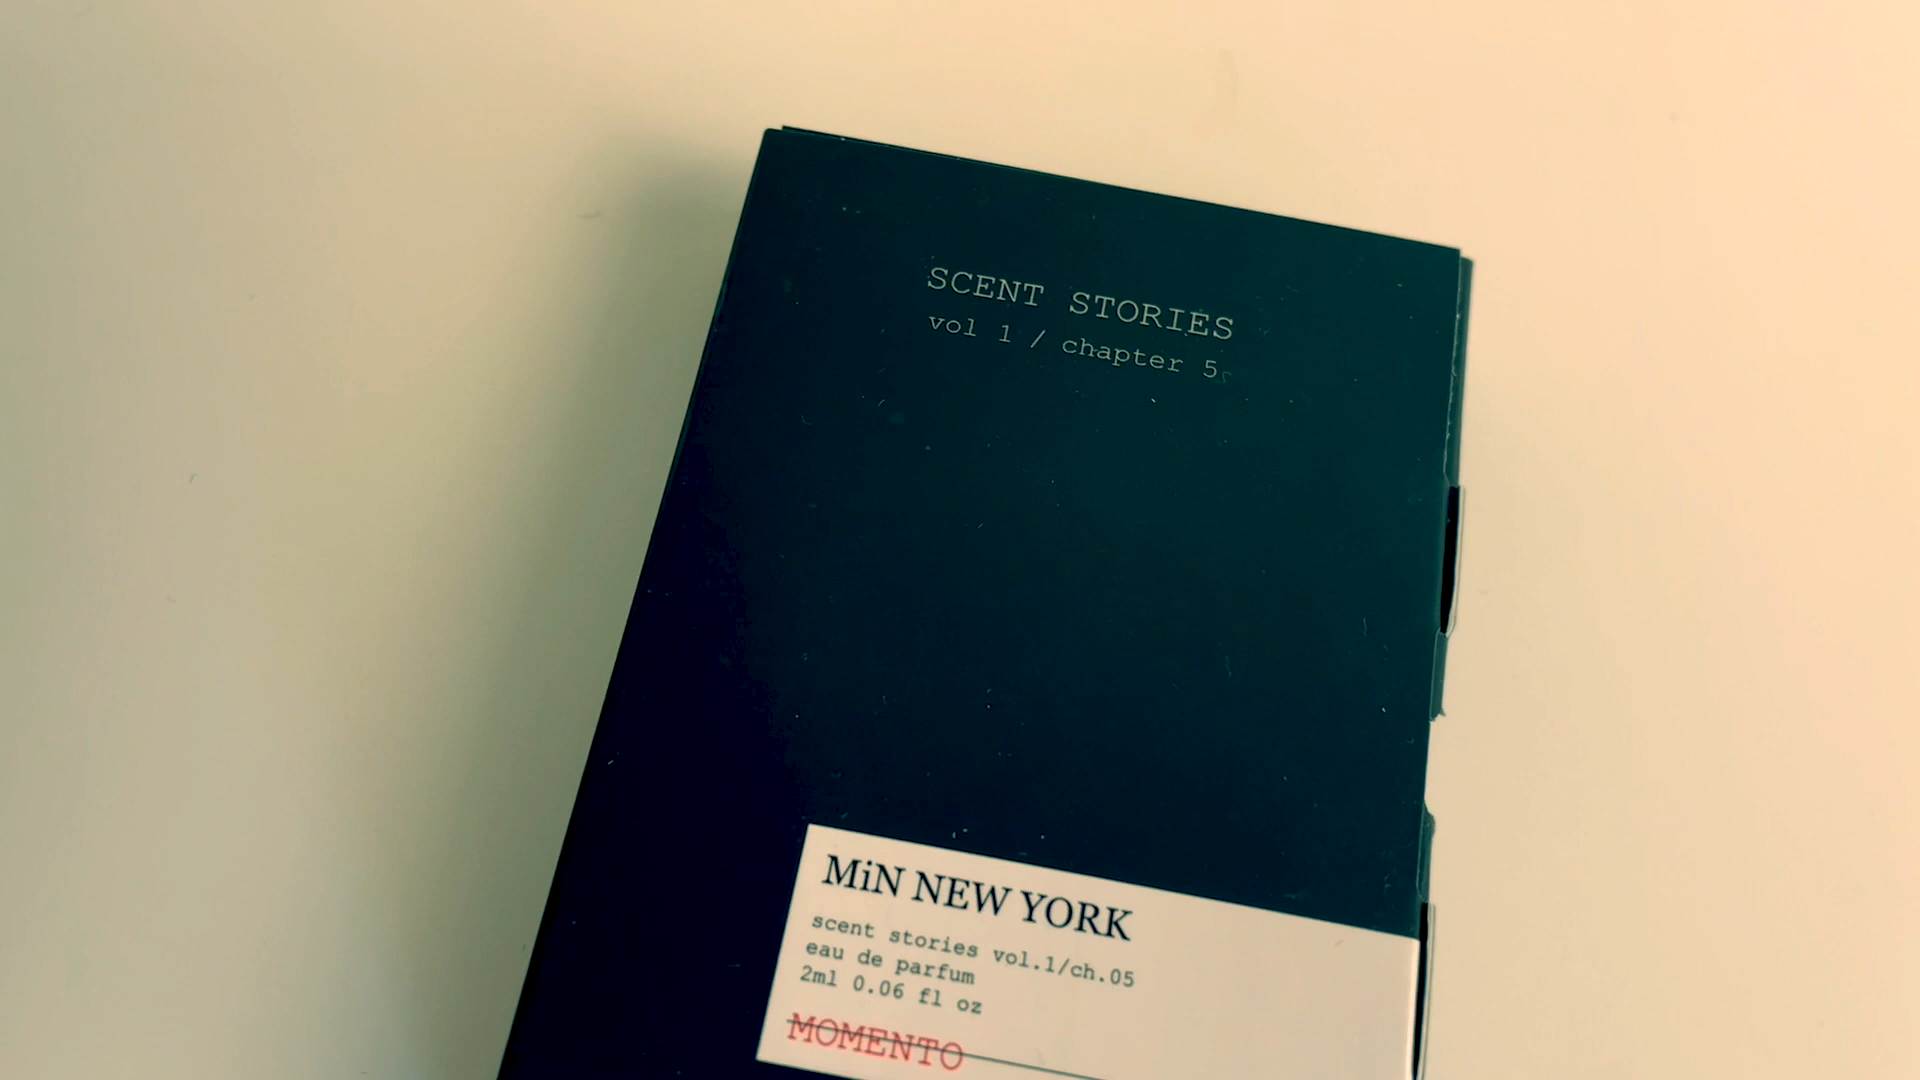 SCENT STORIES
vol 1 / chapter 5
MiN NEW YORK
scent stories vol.1/ch.05
eau de parfum
2ml 0.06 fl oz
MOMENTO